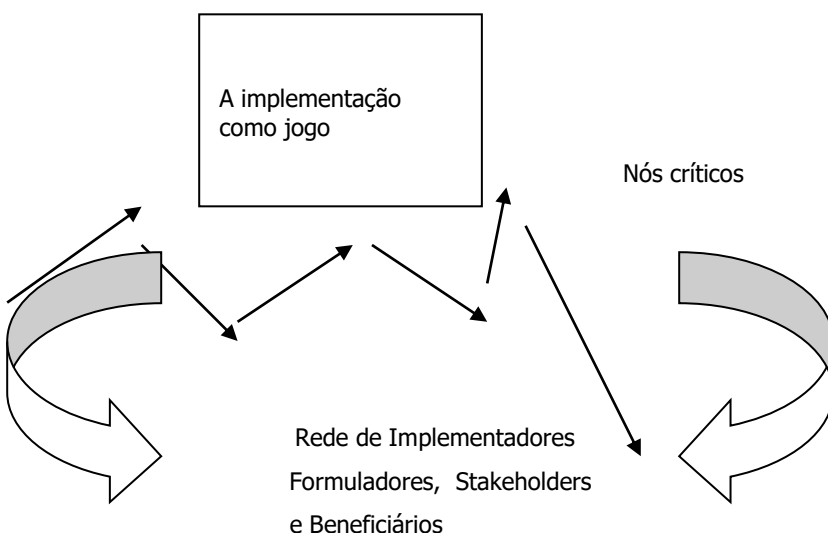 A implementação
como jogo
Nós críticos
Rede de Implementadores
Formuladores, Stakeholders
e Beneficiários